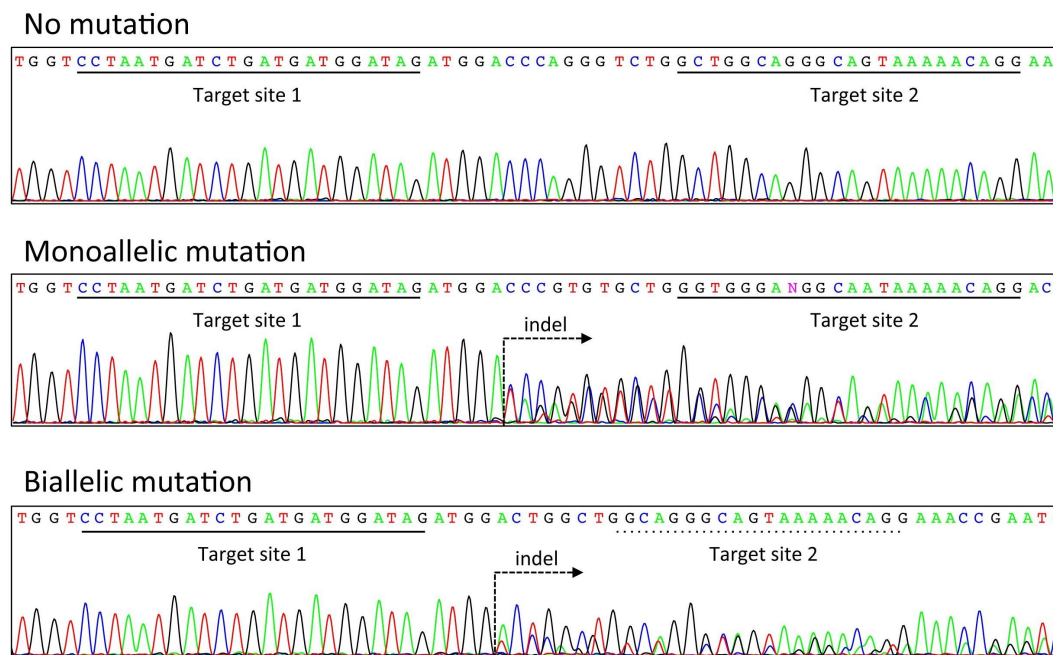 No mutation
TGGTCCTAATGATCTGATGATGGATAGATGGACCCAGGGTCTGGCTGGCAGGGCAGTAAAAACAGGAA
Target site 1 Target site 2
Monoallelic mutation
TGGTCCTAATGATCTGATGATGGATAGATGGACCCGTGTGCTGGGTGGGANGGCAATAAAAACAGGAC
Target site 1 indel Target site 2
Biallelic mutation
TGGTCCTAATGATCTGATGATGGATAGATGGACTGGCTGGCAGGGCAGTAAAAACAGGAAACCGAAT
Target site 1 indel Target site 2